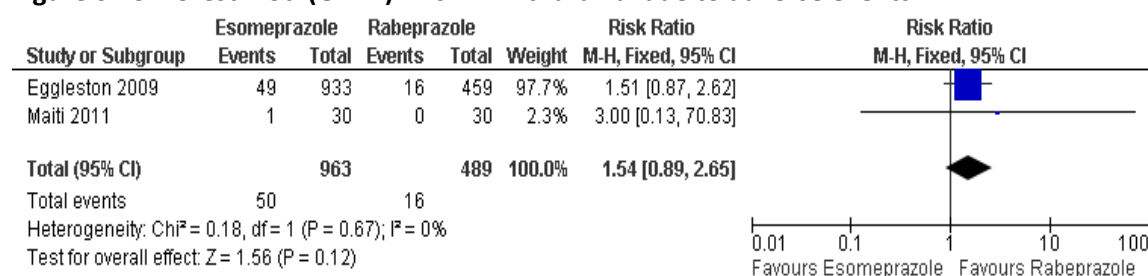 Esomeprazole Rabeprazole Risk Ratio Risk Ratio
Study or Subgroup Events Total Events Total Weight M-H, Fixed, 95% CI M-H, Fixed, 95% CI
Eggleston 2009 49 933 16 459 97.7% 1.51 [0.87, 2.62]
Maiti 2011 1 30 0 30 2.3% 3.00 [0.13, 70.83]
Total (95% CI) 963 489 100.0% 1.54 [0.89, 2.65]
Total events 50 16
Heterogeneity: Chi² = 0.18, df = 1 (P = 0.67); I² = 0%
Test for overall effect: Z = 1.56 (P = 0.12)
0.01 0.1 1 10 100
Favours Esomeprazole Favours Rabeprazole